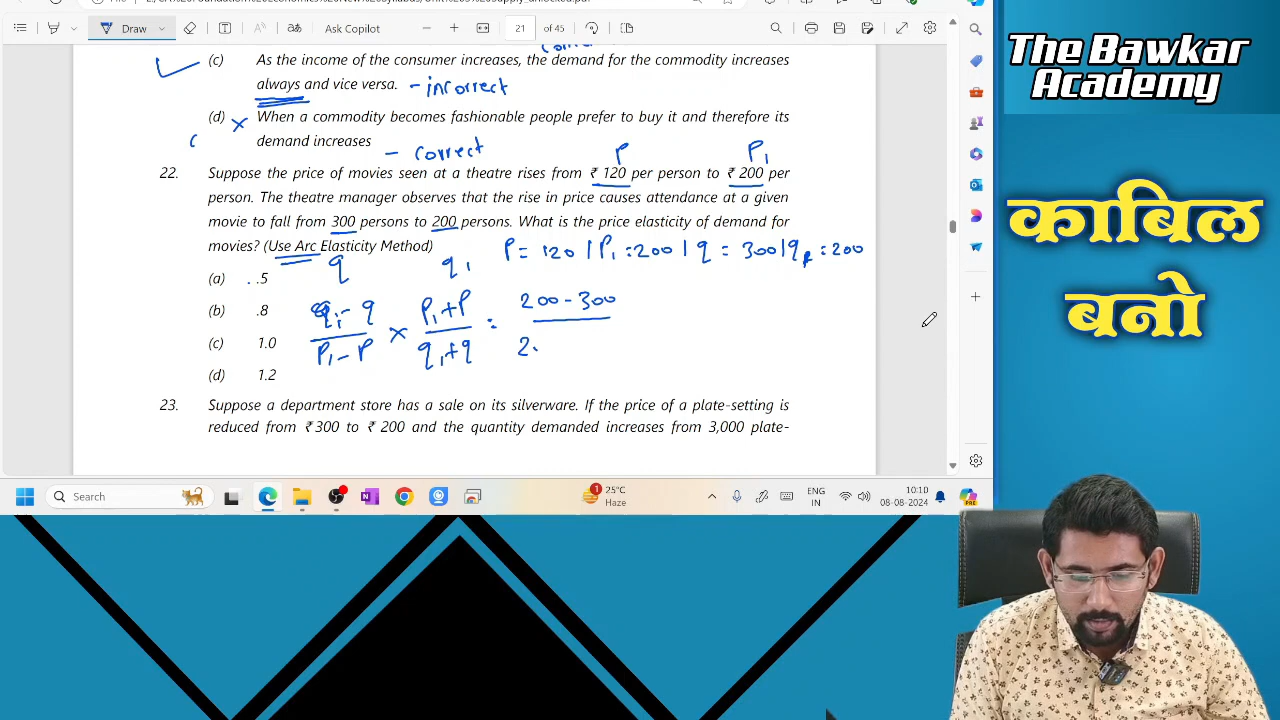 Draw
Ask Copilot
21
of 45
The Bawkar
Academy
(c) As the income of the consumer increases, the demand for the commodity increases
always and vice versa. - incorrect
(d) When a commodity becomes fashionable people prefer to buy it and therefore its
demand increases - correct
P P1
22. Suppose the price of movies seen at a theatre rises from ₹ 120 per person to ₹ 200 per
person. The theatre manager observes that the rise in price causes attendance at a given
movie to fall from 300 persons to 200 persons. What is the price elasticity of demand for
movies? (Use Arc Elasticity Method) P = 120 / P1 = 200 / q = 300 / q1 = 200
q q1
(a) .5
(b) .8 q1 - q P1 + P 200 - 300
(c) 1.0 P1 - P × q1 + q = 2
(d) 1.2
23. Suppose a department store has a sale on its silverware. If the price of a plate-setting is
reduced from ₹ 300 to ₹ 200 and the quantity demanded increases from 3,000 plate-
काबिल
बनो
Search
1
25°C
Haze
ENG
IN
10:10
08-08-2024
PRE